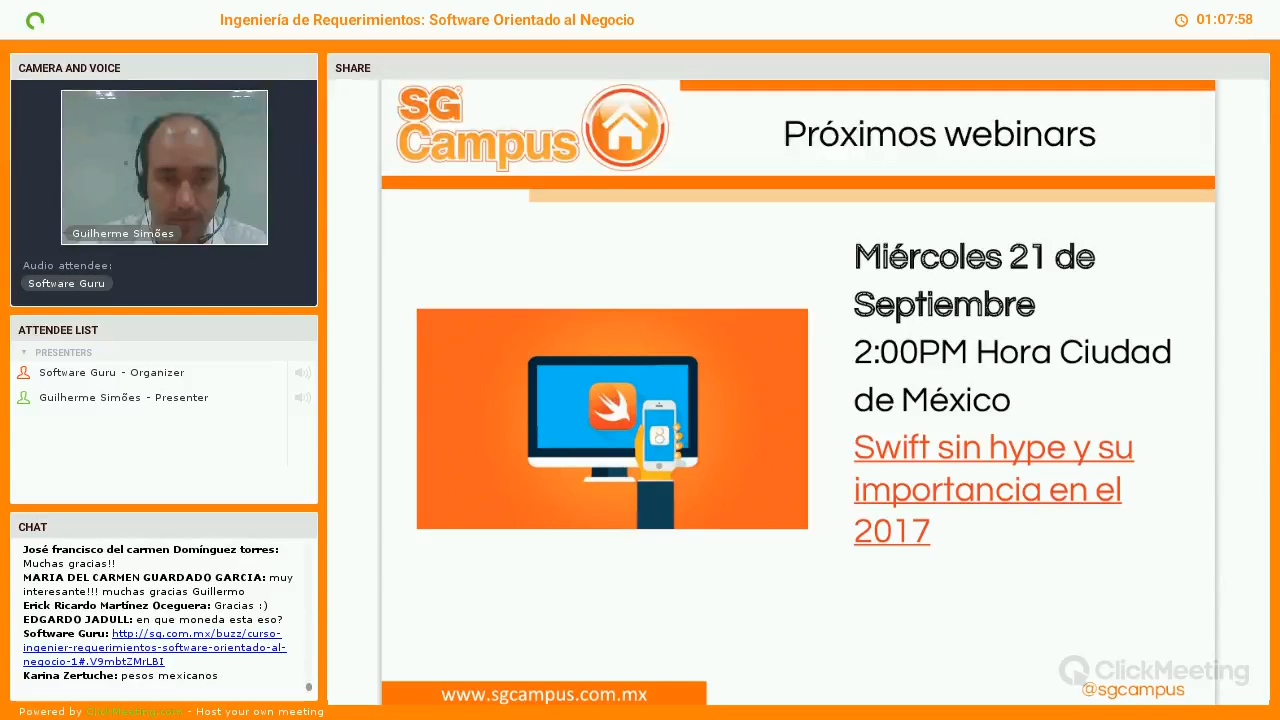 Ingeniería de Requerimientos: Software Orientado al Negocio
01:07:58
CAMERA AND VOICE
Guilherme Simões
Audio attendee:
Software Guru
ATTENDEE LIST
PRESENTERS
Software Guru - Organizer
Guilherme Simões - Presenter
CHAT
José francisco del carmen Domínguez torres:
Muchas gracias!!
MARIA DEL CARMEN GUARDADO GARCIA: muy
interesante!!! muchas gracias Guillermo
Erick Ricardo Martínez Oceguera: Gracias :)
EDGARDO JADULL: en que moneda esta eso?
Software Guru: http://sg.com.mx/buzz/curso-
ingenier-requerimientos-software-orientado-al-
negocio-1#.V9mbtZMrLBI
Karina Zertuche: pesos mexicanos
Powered by ClickMeeting.com - Host your own meeting
SHARE
SG
Campus
Próximos webinars
Miércoles 21 de
Septiembre
2:00PM Hora Ciudad
de México
Swift sin hype y su
importancia en el
2017
8
www.sgcampus.com.mx
ClickMeeting
@sgcampus